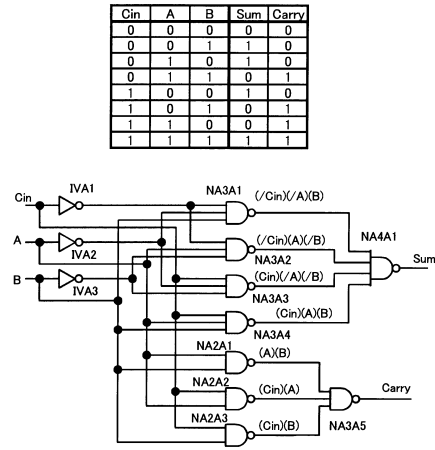 Cin A B Sum Carry
0 0 0 0 0
0 0 1 1 0
0 1 0 1 0
0 1 1 0 1
1 0 0 1 0
1 0 1 0 1
1 1 0 0 1
1 1 1 1 1
IVA1
Cin
NA3A1
(/Cin)(/A)(B)
NA4A1
(/Cin)(A)(/B)
A
IVA2
NA3A2
Sum
(Cin)(/A)(/B)
B
IVA3
NA3A3
(Cin)(A)(B)
NA3A4
NA2A1
(A)(B)
NA2A2
(Cin)(A)
Carry
NA2A3
(Cin)(B)
NA3A5